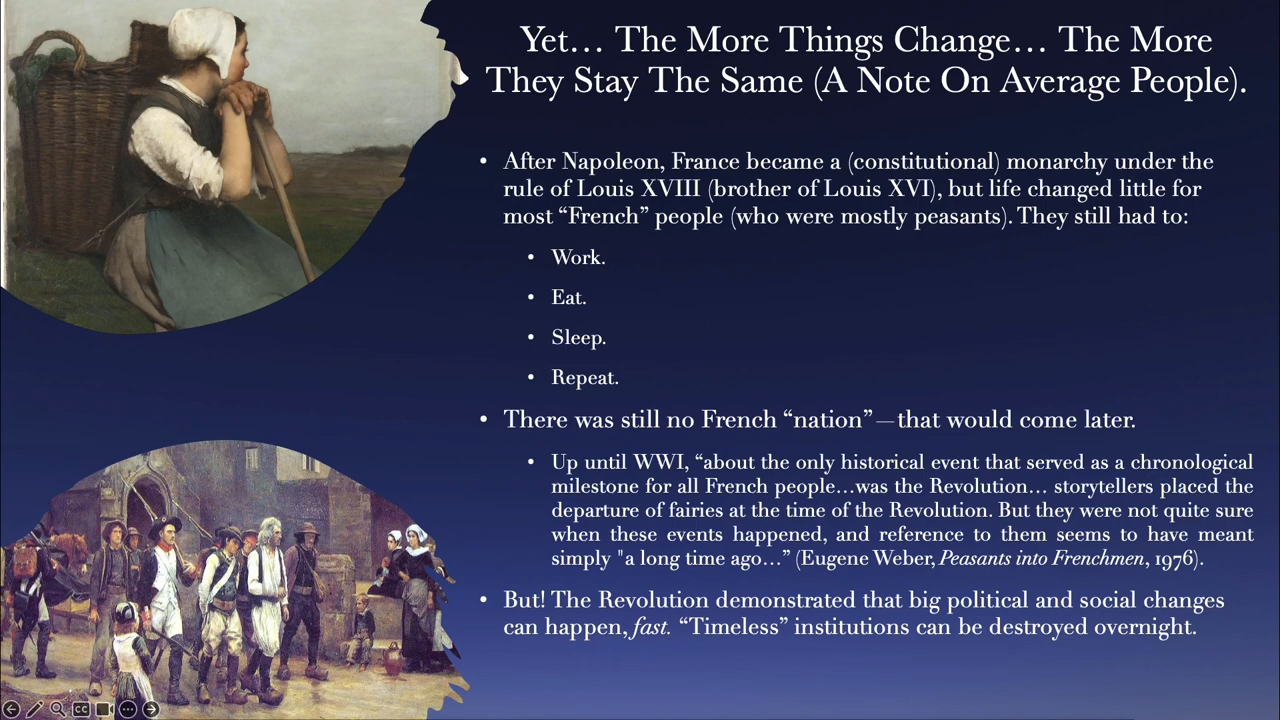 Yet… The More Things Change… The More
They Stay The Same (A Note On Average People).
• After Napoleon, France became a (constitutional) monarchy under the
rule of Louis XVIII (brother of Louis XVI), but life changed little for
most “French” people (who were mostly peasants). They still had to:
• Work.
• Eat.
• Sleep.
• Repeat.
• There was still no French “nation”—that would come later.
• Up until WWI, “about the only historical event that served as a chronological
milestone for all French people…was the Revolution… storytellers placed the
departure of fairies at the time of the Revolution. But they were not quite sure
when these events happened, and reference to them seems to have meant
simply "a long time ago…” (Eugene Weber, Peasants into Frenchmen, 1976).
• But! The Revolution demonstrated that big political and social changes
can happen, fast. “Timeless” institutions can be destroyed overnight.
CC